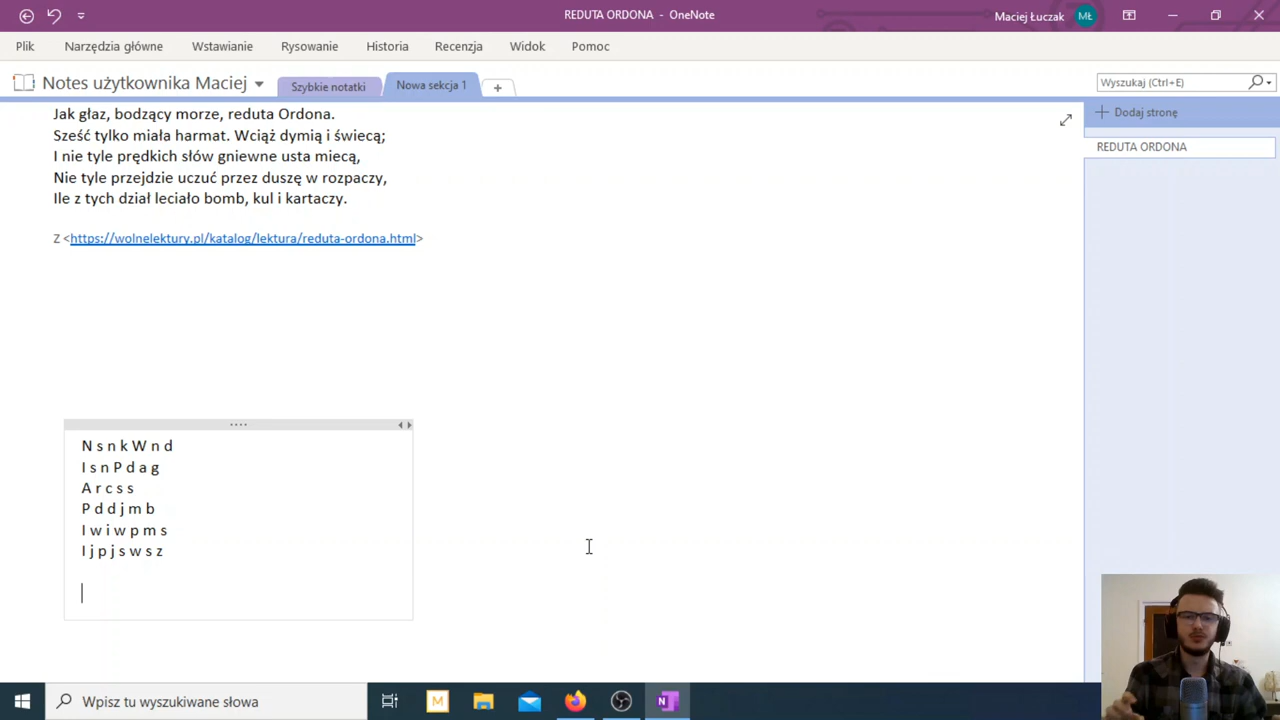 REDUTA ORDONA - OneNote
Maciej Łuczak
MŁ
Plik
Narzędzia główne
Wstawianie
Rysowanie
Historia
Recenzja
Widok
Pomoc
Notes użytkownika Maciej
Szybkie notatki
Nowa sekcja 1
Wyszukaj (Ctrl+E)
Dodaj stronę
REDUTA ORDONA
Jak głaz, bodzący morze, reduta Ordona.
Sześć tylko miała harmat. Wciąż dymią i świecą;
I nie tyle prędkich słów gniewne usta miecą,
Nie tyle przejdzie uczuć przez duszę w rozpaczy,
Ile z tych dział leciało bomb, kul i kartaczy.
Z <https://wolnelektury.pl/katalog/lektura/reduta-ordona.html>
N s n k W n d
I s n P d a g
A r c s s
P d d j m b
I w i w p m s
I j p j s w s z
Wpisz tu wyszukiwane słowa
M
N